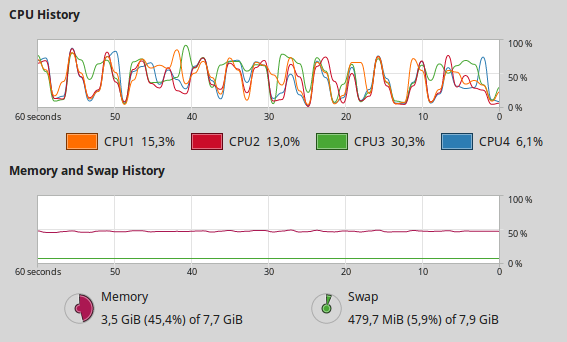 CPU History
100 %
50 %
0 %
60 seconds 50 40 30 20 10 0
CPU1 15,3% CPU2 13,0% CPU3 30,3% CPU4 6,1%
Memory and Swap History
100 %
50 %
0 %
60 seconds 50 40 30 20 10 0
Memory
3,5 GiB (45,4%) of 7,7 GiB
Swap
479,7 MiB (5,9%) of 7,9 GiB